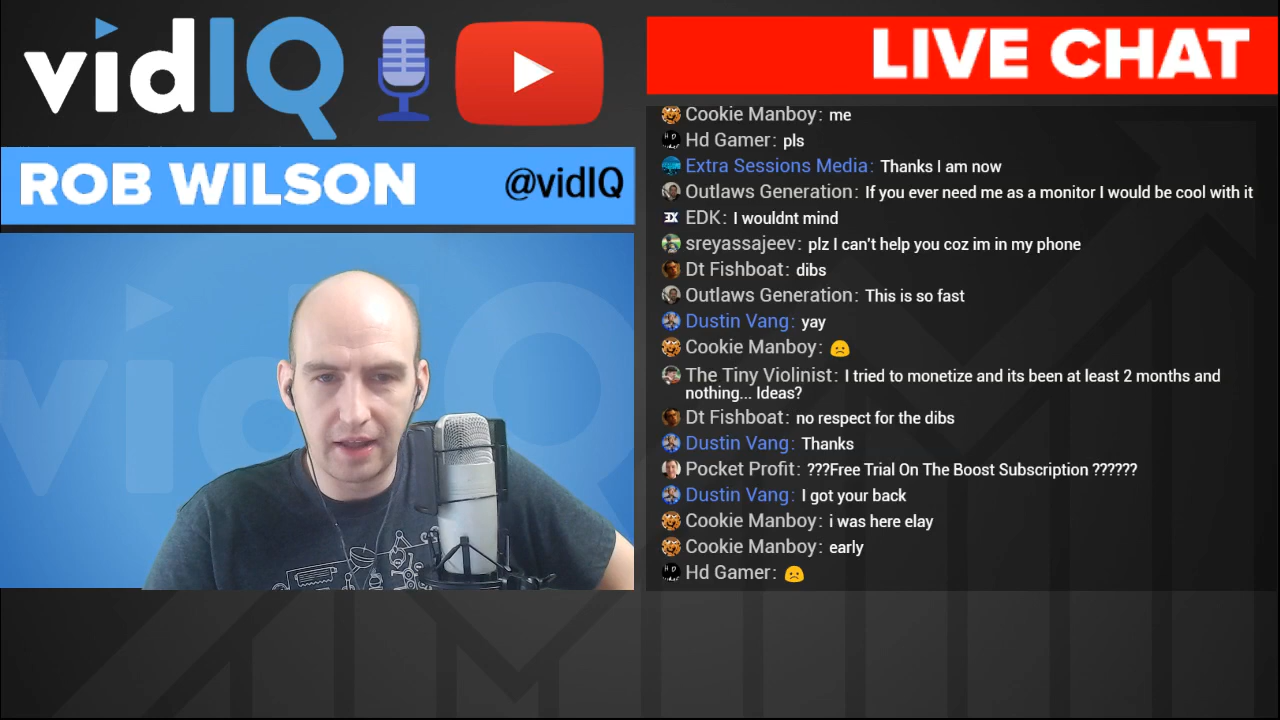 vidIQ
ROB WILSON
@vidIQ
LIVE CHAT
Cookie Manboy: me
Hd Gamer: pls
Extra Sessions Media: Thanks I am now
Outlaws Generation: If you ever need me as a monitor I would be cool with it
EDK: I wouldnt mind
sreyassajeev: plz I can't help you coz im in my phone
Dt Fishboat: dibs
Outlaws Generation: This is so fast
Dustin Vang: yay
Cookie Manboy: ☹️
The Tiny Violinist: I tried to monetize and its been at least 2 months and
nothing... Ideas?
Dt Fishboat: no respect for the dibs
Dustin Vang: Thanks
Pocket Profit: ???Free Trial On The Boost Subscription ??????
Dustin Vang: I got your back
Cookie Manboy: i was here elay
Cookie Manboy: early
Hd Gamer: ☹️